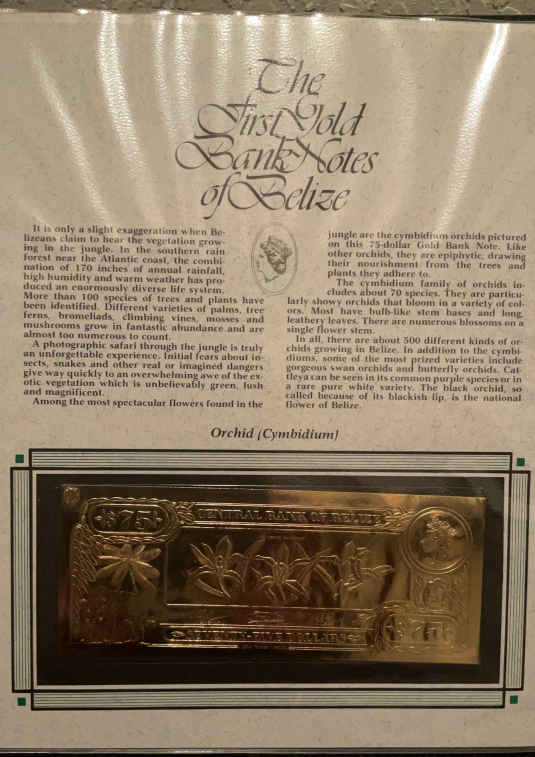 The
First Gold
Bank Notes
of Belize
It is only a slight exaggeration when Be-
lizeans claim to hear the vegetation grow-
ing in the jungle. In the southern rain
forest near the Atlantic coast, the combi-
nation of 170 inches of annual rainfall,
high humidity and warm weather has pro-
duced an enormously diverse life system.
More than 100 species of trees and plants have
been identified. Different varieties of palms, tree
ferns, bromeliads, climbing vines, mosses and
mushrooms grow in fantastic abundance and are
almost too numerous to count.
A photographic safari through the jungle is truly
an unforgettable experience. Initial fears about in-
sects, snakes and other real or imagined dangers
give way quickly to an overwhelming awe of the ex-
otic vegetation which is unbelievably green, lush
and magnificent.
Among the most spectacular flowers found in the
jungle are the cymbidium orchids pictured
on this 75-dollar Gold Bank Note. Like
other orchids, they are epiphytic, drawing
their nourishment from the trees and
plants they adhere to.
The cymbidium family of orchids in-
cludes about 70 species. They are particu-
larly showy orchids that bloom in a variety of col-
ors. Most have bulb-like stem bases and long,
leathery leaves. There are numerous blossoms on a
single flower stem.
In all, there are about 500 different kinds of or-
chids growing in Belize. In addition to the cymbi-
diums, some of the most prized varieties include
gorgeous swan orchids and butterfly orchids. Cat-
tleya can be seen in its common purple species or in
a rare pure white variety. The black orchid, so
called because of its blackish lip, is the national
flower of Belize.
Orchid (Cymbidium)
$75
CENTRAL BANK OF BELIZE
SEVENTY-FIVE DOLLARS
$75